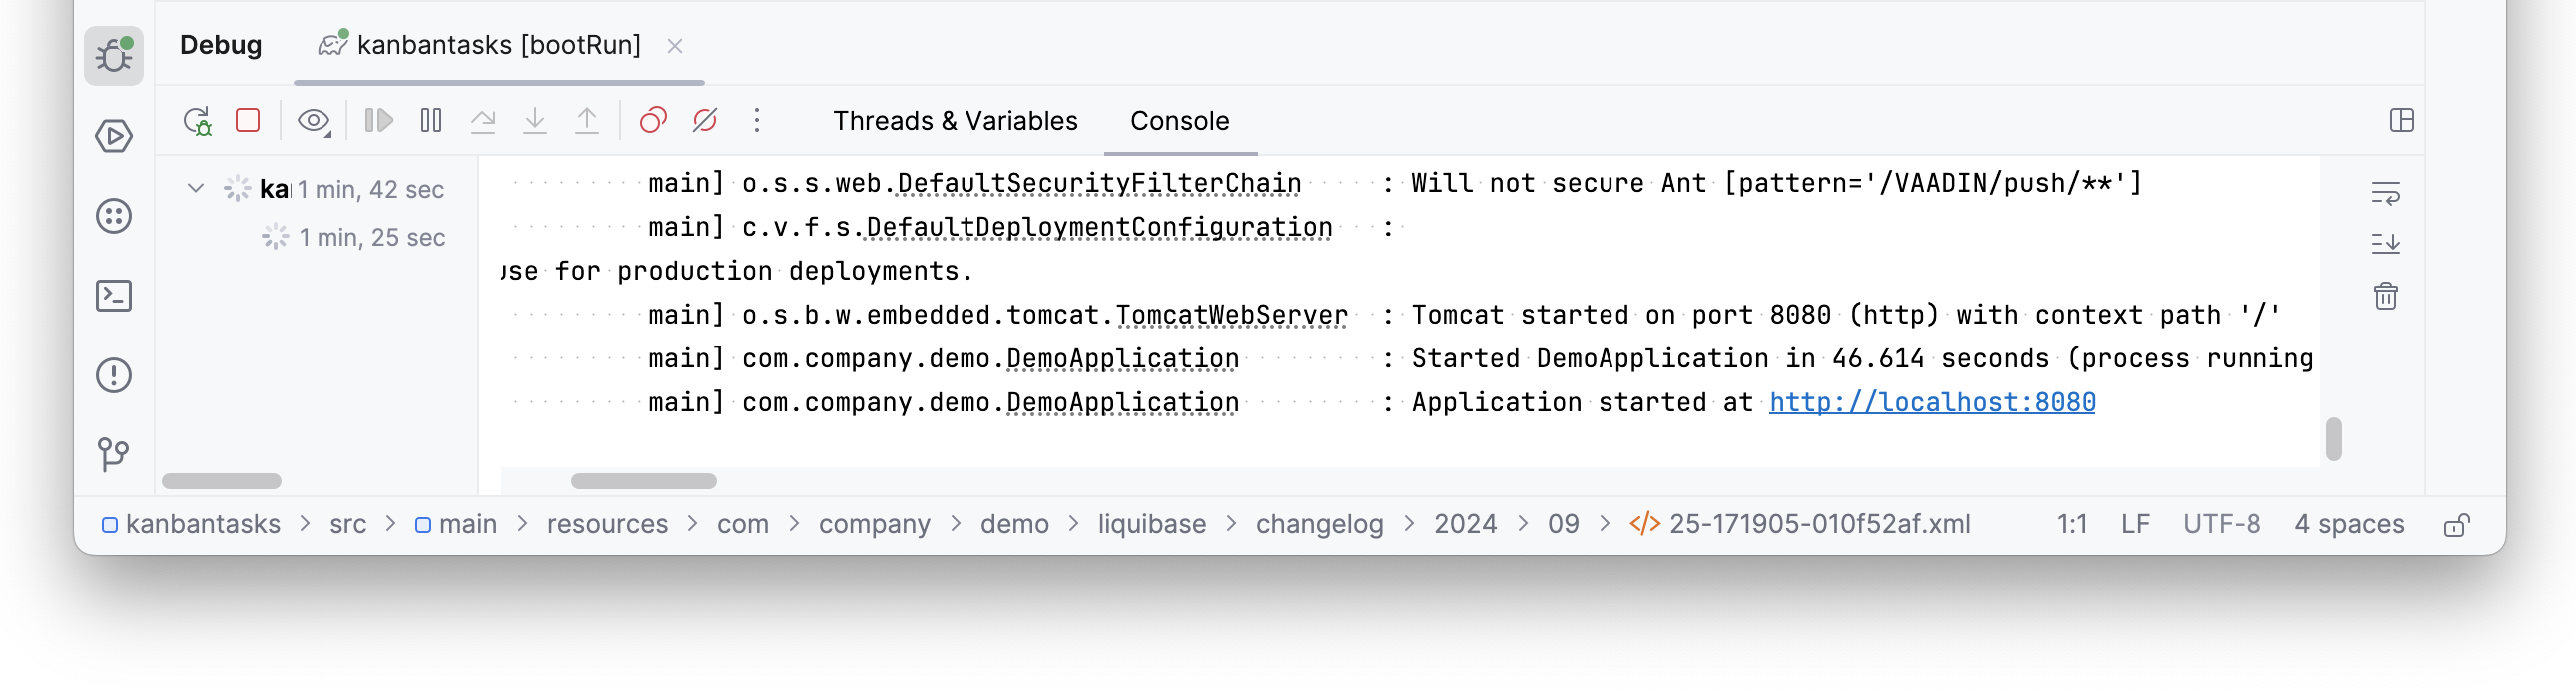 Debug kanbantasks [bootRun]
Threads & Variables Console
1 min, 42 sec
1 min, 25 sec
main] o.s.s.web.DefaultSecurityFilterChain : Will not secure Ant [pattern='/VAADIN/push/**']
main] c.v.f.s.DefaultDeploymentConfiguration :
for production deployments.
main] o.s.b.w.embedded.tomcat.TomcatWebServer : Tomcat started on port 8080 (http) with context path '/'
main] com.company.demo.DemoApplication : Started DemoApplication in 46.614 seconds (process running
main] com.company.demo.DemoApplication : Application started at http://localhost:8080
kanbantasks > src > main > resources > com > company > demo > liquibase > changelog > 2024 > 09 > </> 25-171905-010f52af.xml 1:1 LF UTF-8 4 spaces